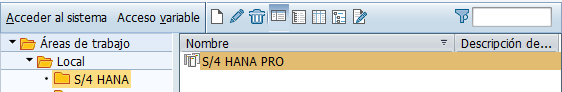 Acceder al sistema Acceso variable
Áreas de trabajo
Local
S/4 HANA
Nombre Descripción de...
S/4 HANA PRO